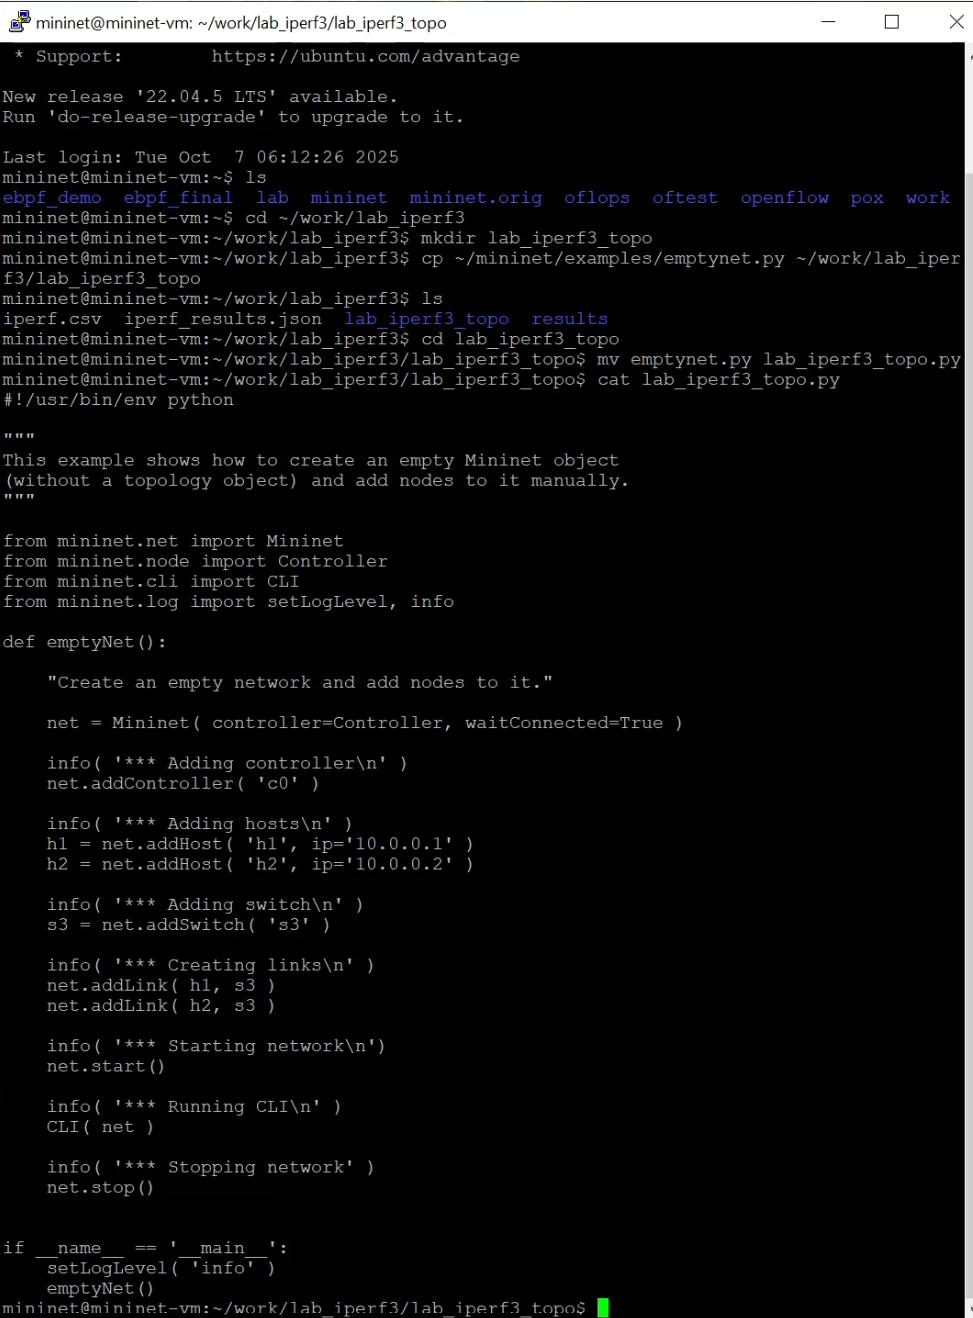 mininet@mininet-vm: ~/work/lab_iperf3/lab_iperf3_topo
 * Support:        https://ubuntu.com/advantage

New release '22.04.5 LTS' available.
Run 'do-release-upgrade' to upgrade to it.

Last login: Tue Oct  7 06:12:26 2025
mininet@mininet-vm:~$ ls
ebpf_demo  ebpf_final  lab  mininet  mininet.orig  oflops  oftest  openflow  pox  work
mininet@mininet-vm:~$ cd ~/work/lab_iperf3
mininet@mininet-vm:~/work/lab_iperf3$ mkdir lab_iperf3_topo
mininet@mininet-vm:~/work/lab_iperf3$ cp ~/mininet/examples/emptynet.py ~/work/lab_iper
f3/lab_iperf3_topo
mininet@mininet-vm:~/work/lab_iperf3$ ls
iperf.csv  iperf_results.json  lab_iperf3_topo  results
mininet@mininet-vm:~/work/lab_iperf3$ cd lab_iperf3_topo
mininet@mininet-vm:~/work/lab_iperf3/lab_iperf3_topo$ mv emptynet.py lab_iperf3_topo.py
mininet@mininet-vm:~/work/lab_iperf3/lab_iperf3_topo$ cat lab_iperf3_topo.py
#!/usr/bin/env python

"""
This example shows how to create an empty Mininet object
(without a topology object) and add nodes to it manually.
"""

from mininet.net import Mininet
from mininet.node import Controller
from mininet.cli import CLI
from mininet.log import setLogLevel, info

def emptyNet():

    "Create an empty network and add nodes to it."

    net = Mininet( controller=Controller, waitConnected=True )

    info( '*** Adding controller\n' )
    net.addController( 'c0' )

    info( '*** Adding hosts\n' )
    h1 = net.addHost( 'h1', ip='10.0.0.1' )
    h2 = net.addHost( 'h2', ip='10.0.0.2' )

    info( '*** Adding switch\n' )
    s3 = net.addSwitch( 's3' )

    info( '*** Creating links\n' )
    net.addLink( h1, s3 )
    net.addLink( h2, s3 )

    info( '*** Starting network\n')
    net.start()

    info( '*** Running CLI\n' )
    CLI( net )

    info( '*** Stopping network' )
    net.stop()


if __name__ == '__main__':
    setLogLevel( 'info' )
    emptyNet()
mininet@mininet-vm:~/work/lab_iperf3/lab_iperf3_topo$